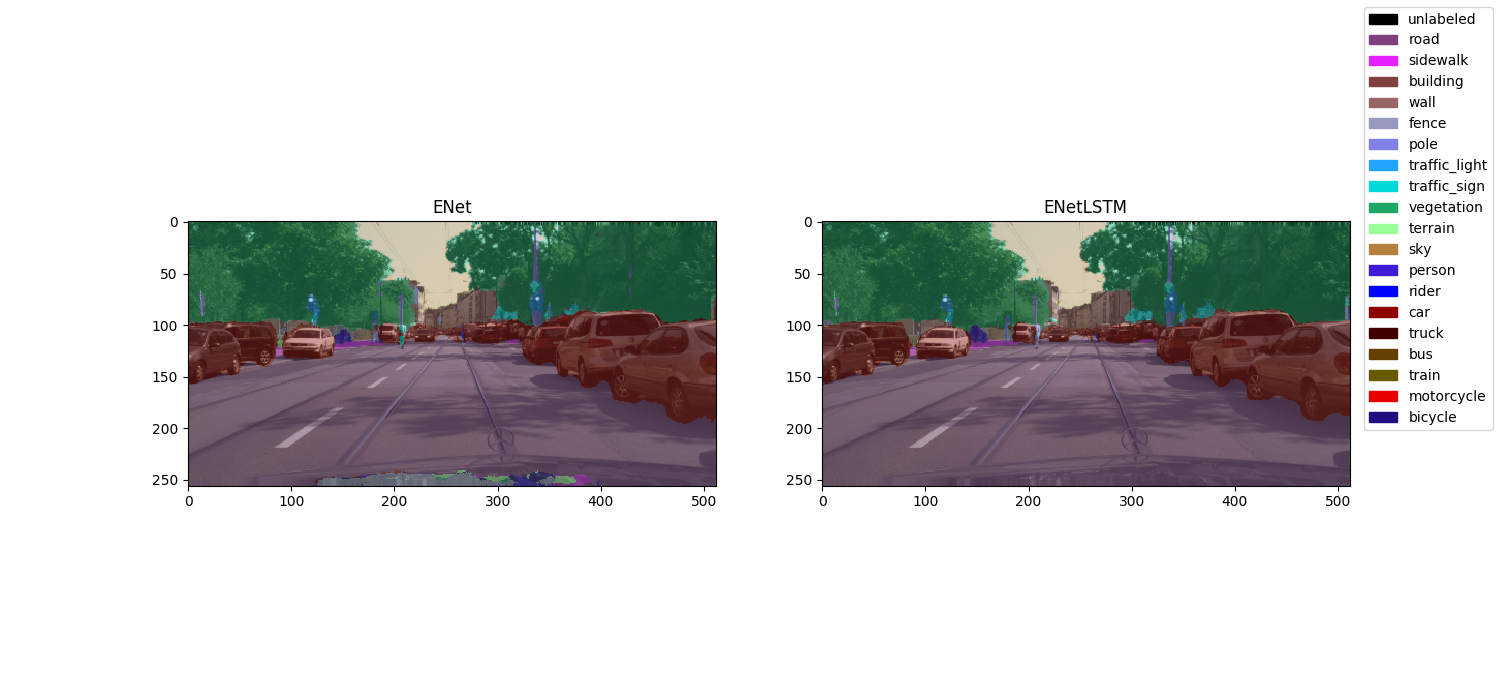 ENet
0
50
100
150
200
250
0 100 200 300 400 500
ENetLSTM
0
50
100
150
200
250
0 100 200 300 400 500
unlabeled
road
sidewalk
building
wall
fence
pole
traffic_light
traffic_sign
vegetation
terrain
sky
person
rider
car
truck
bus
train
motorcycle
bicycle